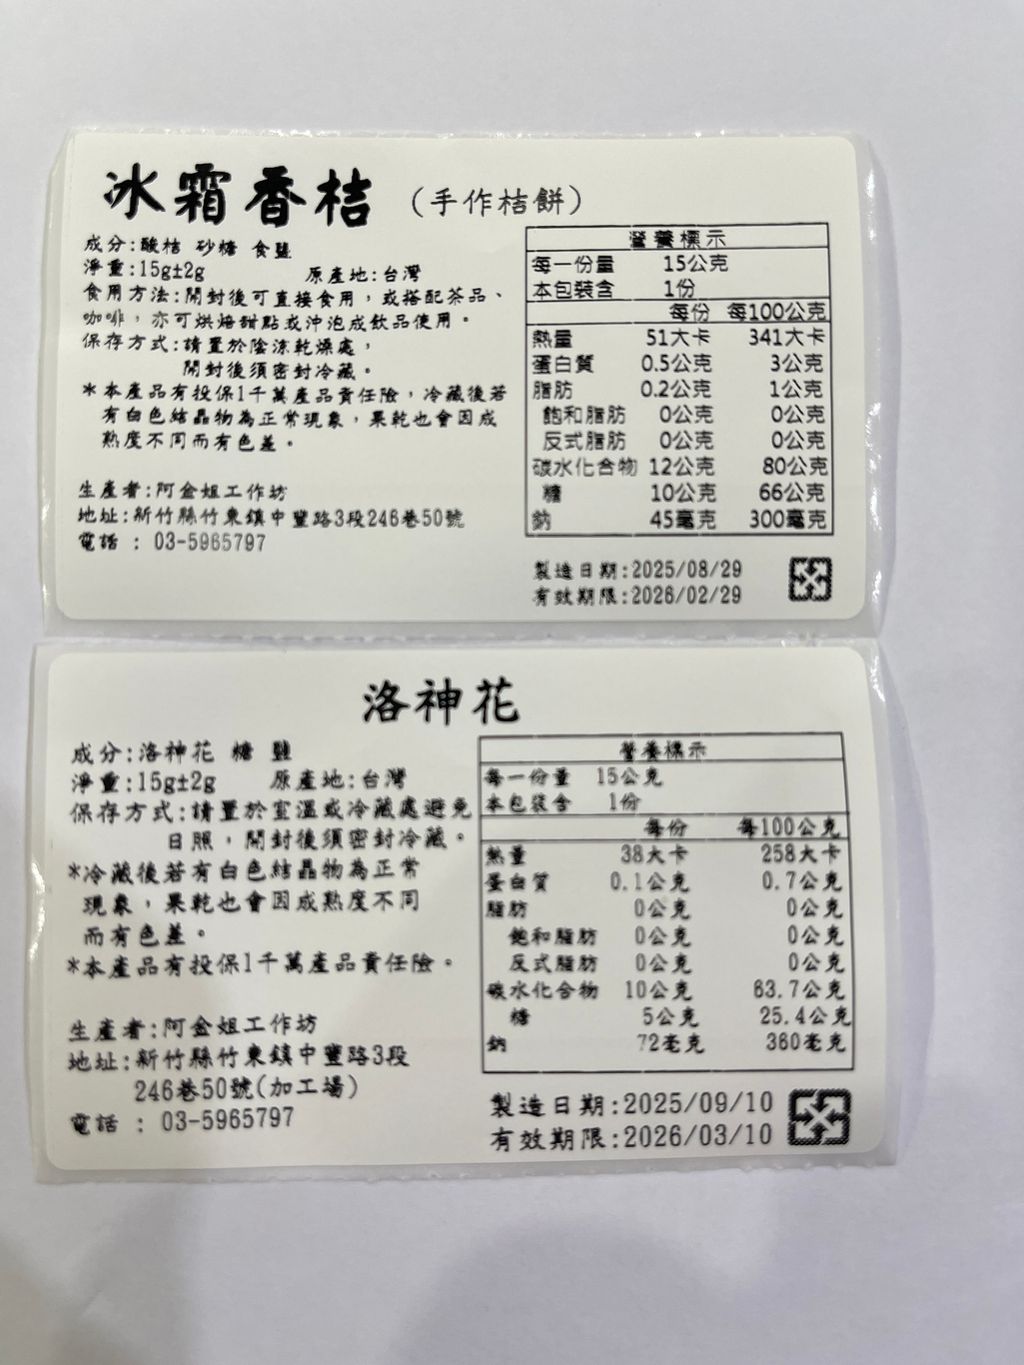 冰霜香桔 (手作桔餅)
成分:酸桔 砂糖 食鹽
淨重:15g±2g 原產地:台灣
食用方法:開封後可直接食用，或搭配茶品、
咖啡，亦可烘焙甜點或沖泡成飲品使用。
保存方式:請置於陰涼乾燥處，
開封後須密封冷藏。
*本產品有投保1千萬產品責任險，冷藏後若
有白色結晶物為正常現象，果乾也會因成
熟度不同而有色差。
生產者:阿金姐工作坊
地址:新竹縣竹東鎮中豐路3段246巷50號
電話 : 03-5965797
營養標示
每一份量 15公克
本包裝含 1份
每份 每100公克
熱量 51大卡 341大卡
蛋白質 0.5公克 3公克
脂肪 0.2公克 1公克
飽和脂肪 0公克 0公克
反式脂肪 0公克 0公克
碳水化合物 12公克 80公克
糖 10公克 66公克
鈉 45毫克 300毫克
製造日期:2025/08/29
有效期限:2026/02/29
洛神花
成分:洛神花 糖 鹽
淨重:15g±2g 原產地:台灣
保存方式:請置於室溫或冷藏處避免
日照，開封後須密封冷藏。
*冷藏後若有白色結晶物為正常
現象，果乾也會因成熟度不同
而有色差。
*本產品有投保1千萬產品責任險。
生產者:阿金姐工作坊
地址:新竹縣竹東鎮中豐路3段
246巷50號(加工場)
電話 : 03-5965797
營養標示
每一份量 15公克
本包裝含 1份
每份 每100公克
熱量 38大卡 258大卡
蛋白質 0.1公克 0.7公克
脂肪 0公克 0公克
飽和脂肪 0公克 0公克
反式脂肪 0公克 0公克
碳水化合物 10公克 63.7公克
糖 5公克 25.4公克
鈉 72毫克 360毫克
製造日期:2025/09/10
有效期限:2026/03/10